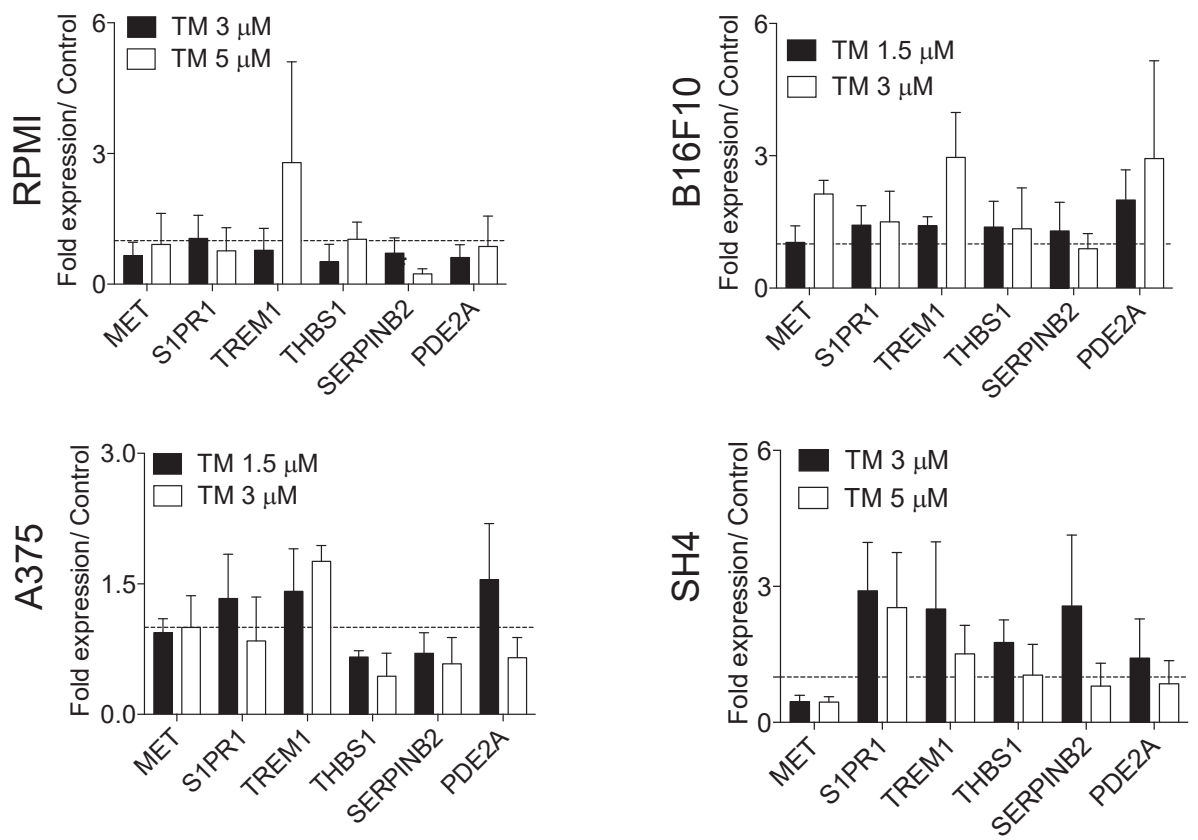 RPMI
Fold expression/ Control
6
3
0
TM 3 μM
TM 5 μM
MET
S1PR1
TREM1
THBS1
SERPINB2
PDE2A
B16F10
Fold expression/ Control
6
3
0
TM 1.5 μM
TM 3 μM
MET
S1PR1
TREM1
THBS1
SERPINB2
PDE2A
A375
Fold expression/ Control
3.0
1.5
0.0
TM 1.5 μM
TM 3 μM
MET
S1PR1
TREM1
THBS1
SERPINB2
PDE2A
SH4
Fold expression/ Control
6
3
0
TM 3 μM
TM 5 μM
MET
S1PR1
TREM1
THBS1
SERPINB2
PDE2A